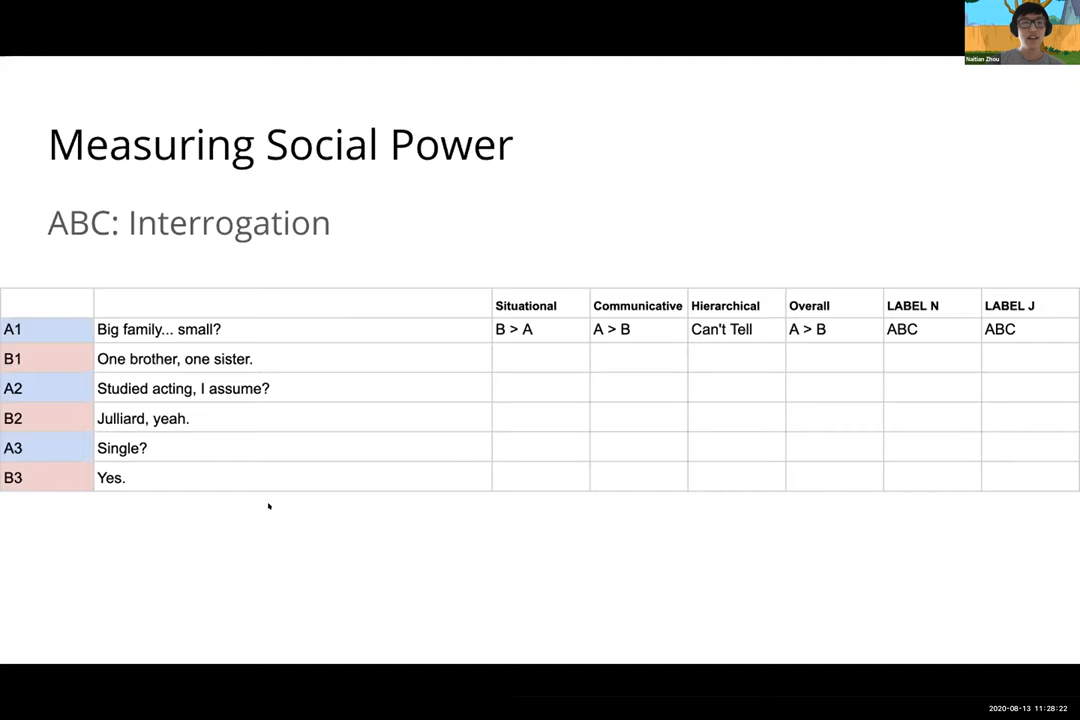 Naitian Zhou
Measuring Social Power
ABC: Interrogation
Situational Communicative Hierarchical Overall LABEL N LABEL J
A1 Big family... small? B > A A > B Can't Tell A > B ABC ABC
B1 One brother, one sister.
A2 Studied acting, I assume?
B2 Julliard, yeah.
A3 Single?
B3 Yes.
2020-08-13 11:28:22